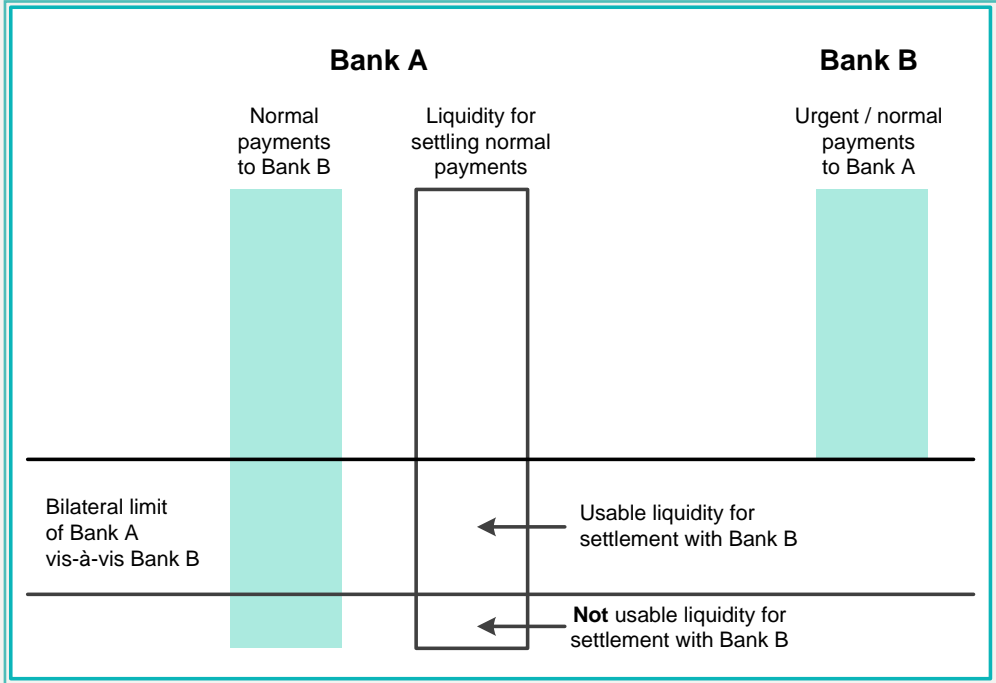 Bank A
Bank B
Normal
payments
to Bank B
Liquidity for
settling normal
payments
Urgent / normal
payments
to Bank A
Bilateral limit
of Bank A
vis-à-vis Bank B
Usable liquidity for
settlement with Bank B
Not usable liquidity for
settlement with Bank B